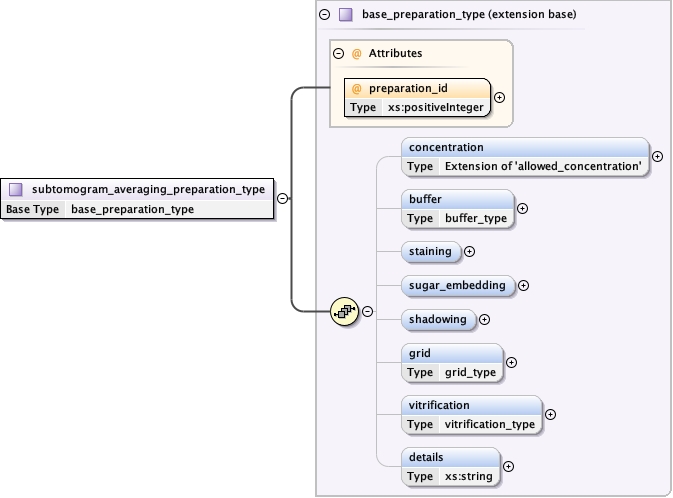 base_preparation_type (extension base)
@ Attributes
@ preparation_id
Type xs:positiveInteger
concentration
Type Extension of 'allowed_concentration'
subtomogram_averaging_preparation_type
Base Type base_preparation_type
buffer
Type buffer_type
staining
sugar_embedding
shadowing
grid
Type grid_type
vitrification
Type vitrification_type
details
Type xs:string